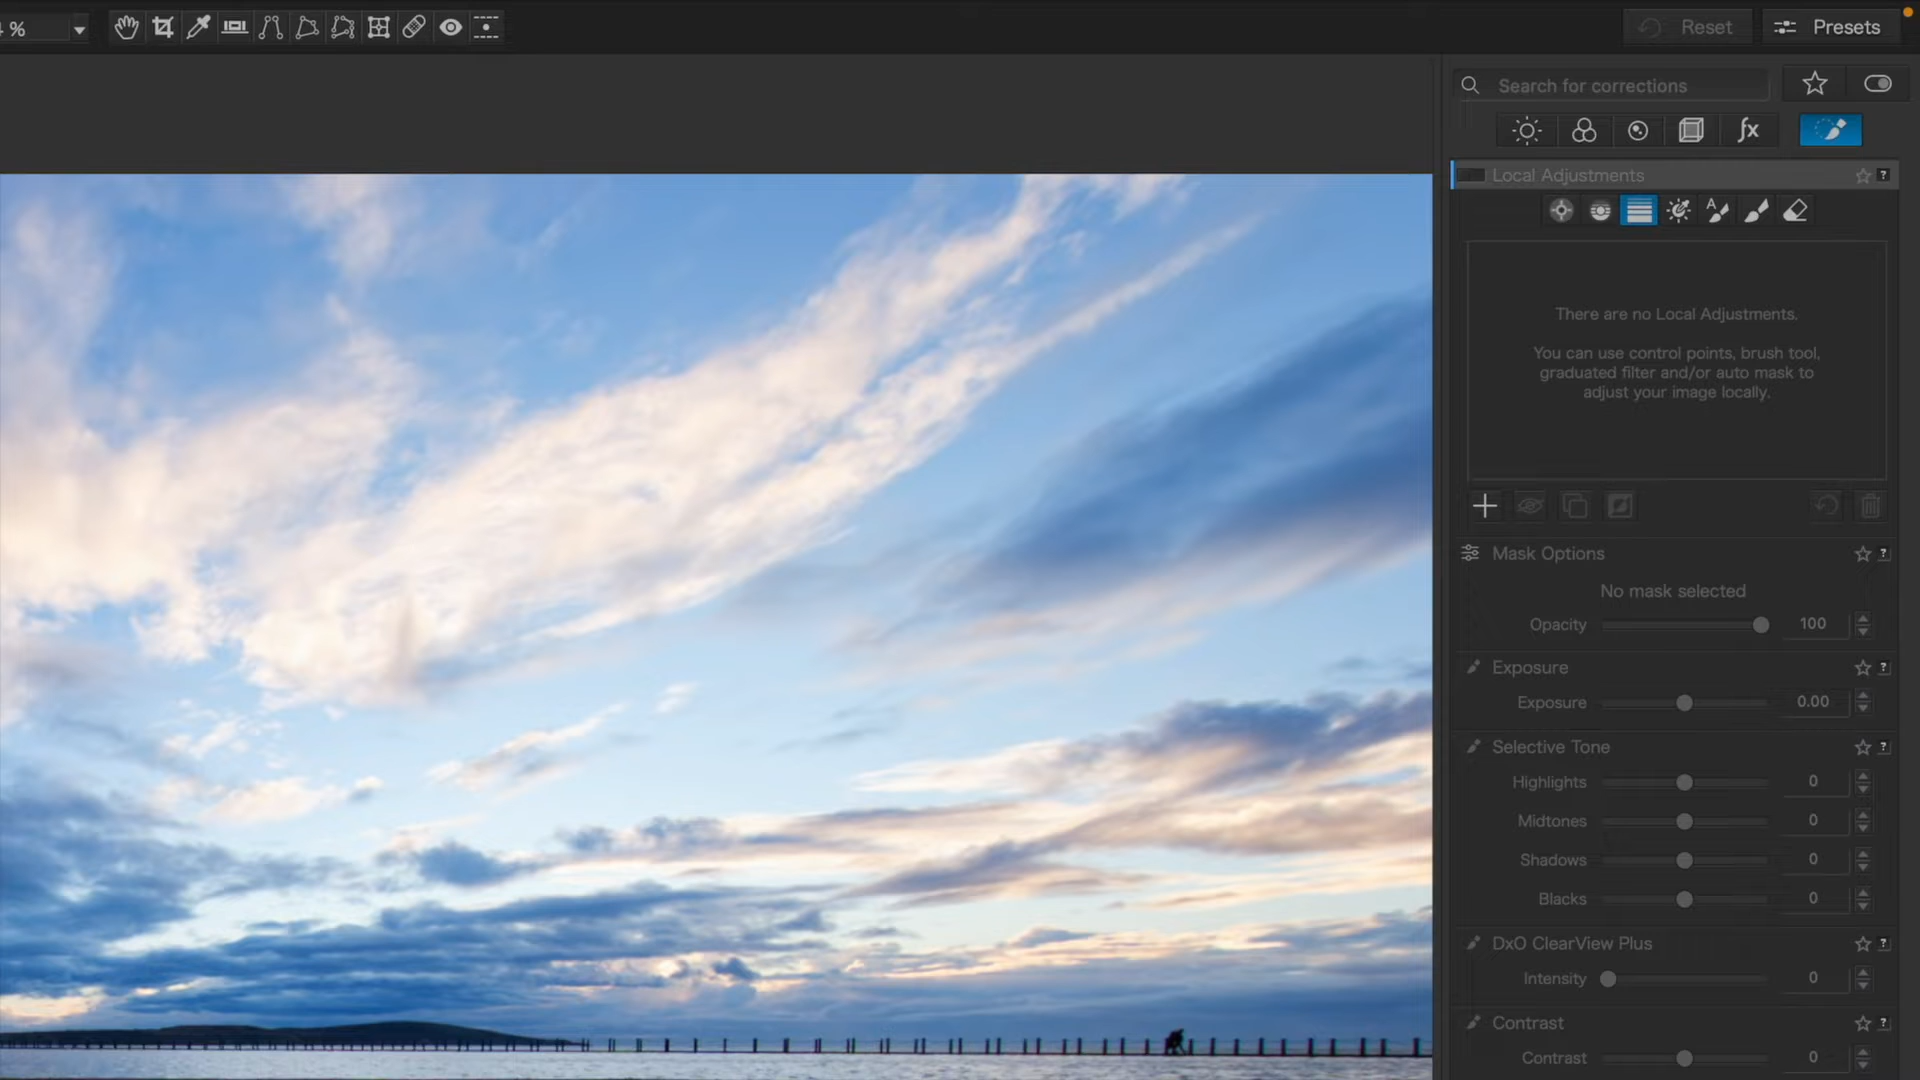 %
Reset
Presets
Search for corrections
fx
Local Adjustments
?
A
There are no Local Adjustments.
You can use control points, brush tool,
graduated filter and/or auto mask to
adjust your image locally.
Mask Options
?
No mask selected
Opacity 100
Exposure
?
Exposure 0.00
Selective Tone
?
Highlights 0
Midtones 0
Shadows 0
Blacks 0
DxO ClearView Plus
?
Intensity 0
Contrast
?
Contrast 0